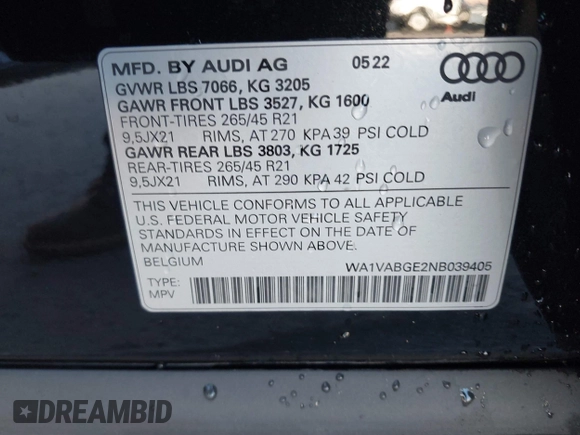 MFD. BY AUDI AG 05 22
GVWR LBS 7066, KG 3205
GAWR FRONT LBS 3527, KG 1600
FRONT-TIRES 265/45 R21
9,5JX21 RIMS, AT 270 KPA 39 PSI COLD
GAWR REAR LBS 3803, KG 1725
REAR-TIRES 265/45 R21
9,5JX21 RIMS, AT 290 KPA 42 PSI COLD
Audi
THIS VEHICLE CONFORMS TO ALL APPLICABLE
U.S. FEDERAL MOTOR VEHICLE SAFETY
STANDARDS IN EFFECT ON THE DATE OF
MANUFACTURE SHOWN ABOVE.
BELGIUM WA1VABGE2NB039405
TYPE:
MPV
DREAMBID